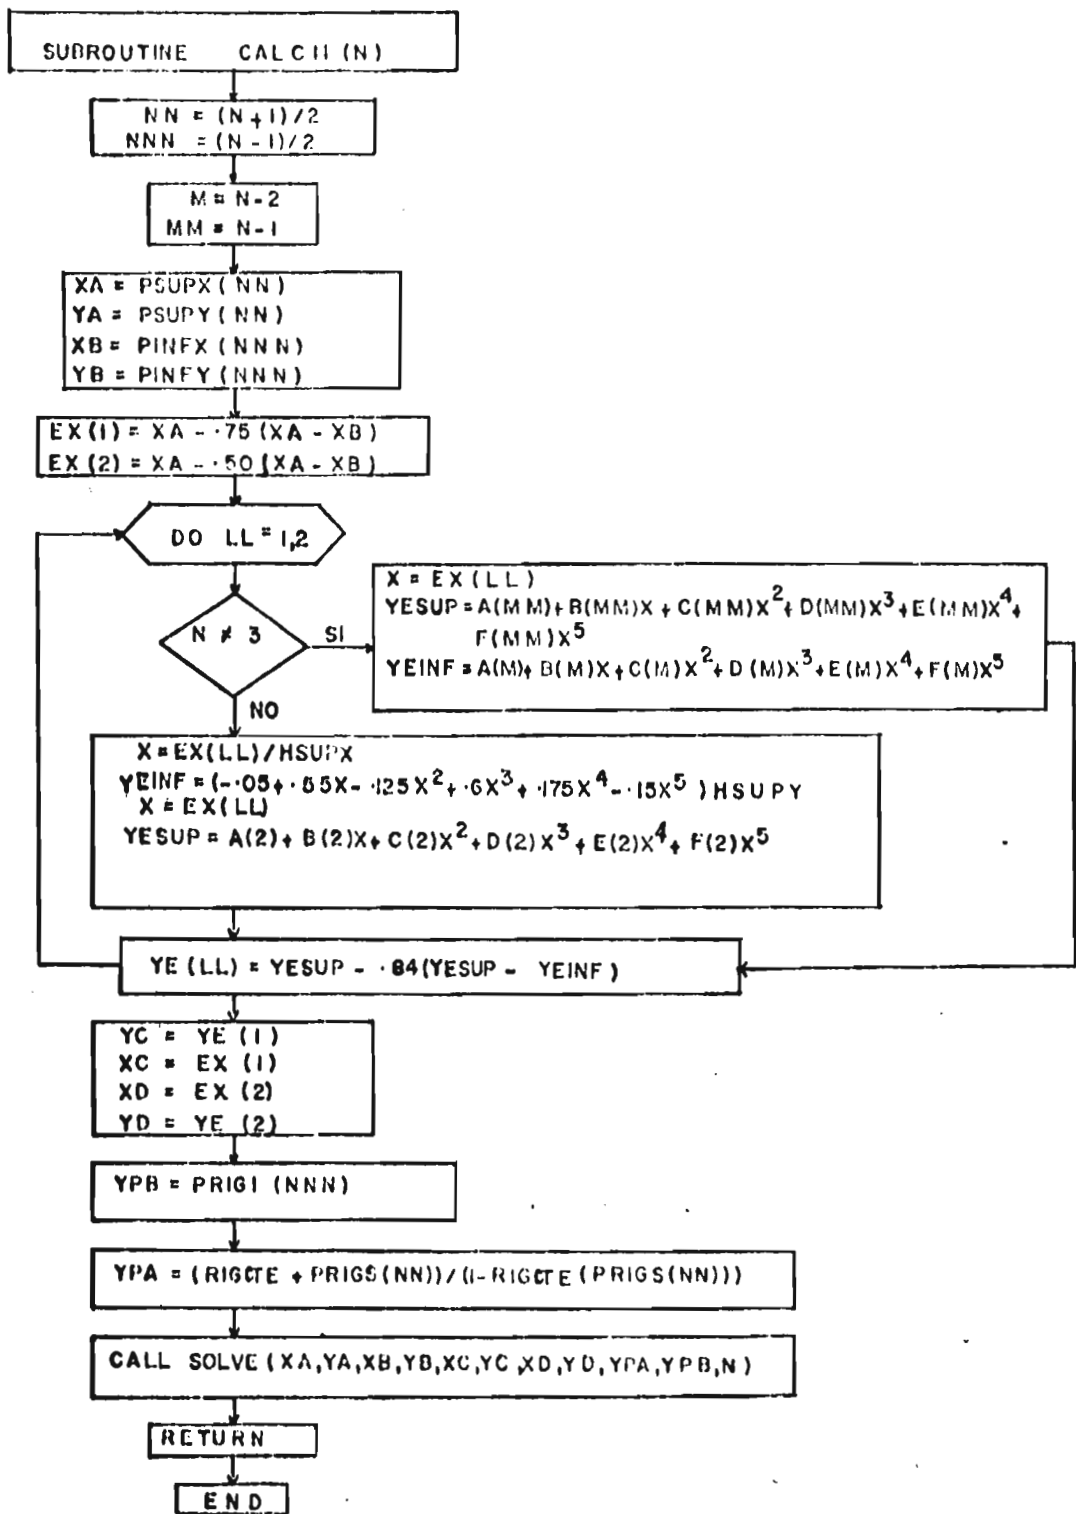 SUBROUTINE CALCH (N)
NN = (N+1)/2
NNN = (N-1)/2
M = N-2
MM = N-1
XA = PSUPX (NN)
YA = PSUPY (NN)
XB = PINFX (NNN)
YB = PINFY (NNN)
EX(1) = XA - .75 (XA - XB)
EX(2) = XA - .50 (XA - XB)
DO LL = 1,2
N ≠ 3
SI
X = EX(LL)
YESUP = A(MM) + B(MM)X + C(MM)X² + D(MM)X³ + E(MM)X⁴ +
F(MM)X⁵
YEINF = A(M) + B(M)X + C(M)X² + D(M)X³ + E(M)X⁴ + F(M)X⁵
NO
X = EX(LL)/HSUPX
YEINF = (-.05 + .55X - .125X² + .6X³ + .175X⁴ - .15X⁵) HSUPY
X = EX(LL)
YESUP = A(2) + B(2)X + C(2)X² + D(2)X³ + E(2)X⁴ + F(2)X⁵
YE (LL) = YESUP - .84 (YESUP - YEINF)
YC = YE (1)
XC = EX (1)
XD = EX (2)
YD = YE (2)
YPB = PRIGI (NNN)
YPA = (RIGCTE + PRIGS(NN))/(1-RIGCTE(PRIGS(NN)))
CALL SOLVE (XA,YA,XB,YB,XC,YC,XD,YD,YPA,YPB,N)
RETURN
END